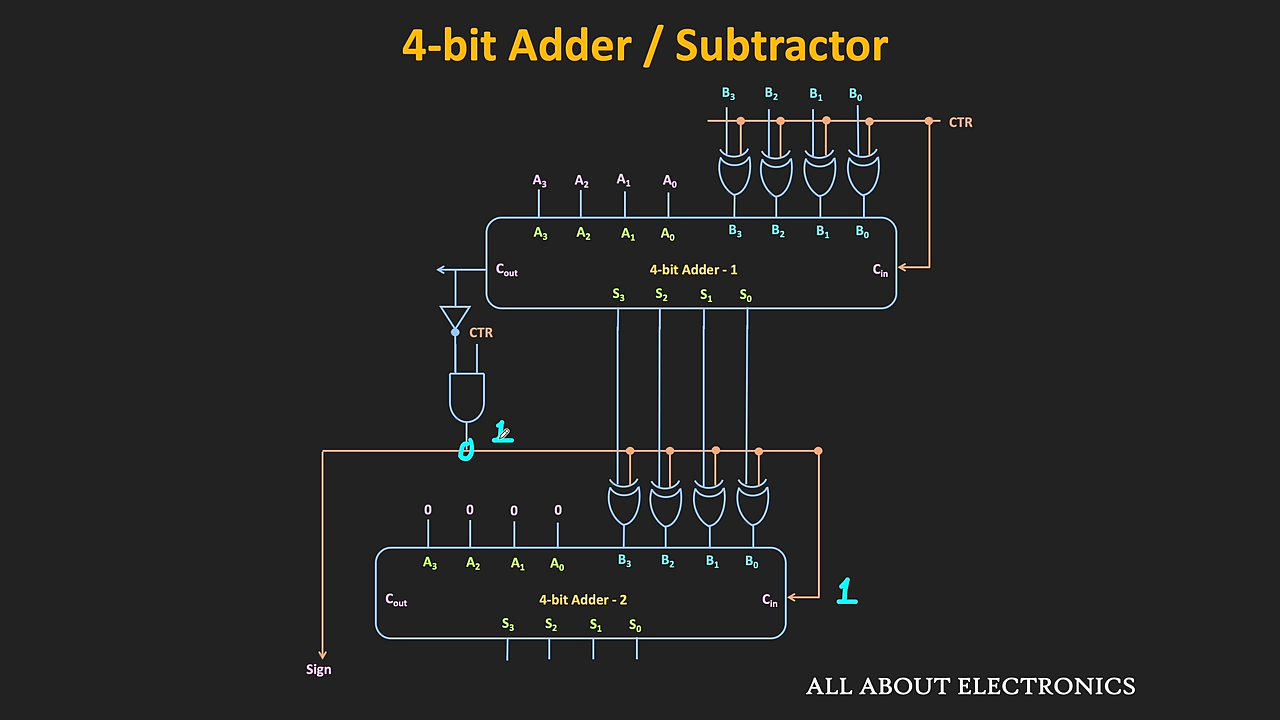 4-bit Adder / Subtractor
B3 B2 B1 B0
CTR
A3 A2 A1 A0
A3 A2 A1 A0 B3 B2 B1 B0
Cout 4-bit Adder - 1 Cin
S3 S2 S1 S0
CTR
1
0
0 0 0 0
A3 A2 A1 A0 B3 B2 B1 B0
Cout 4-bit Adder - 2 Cin 1
S3 S2 S1 S0
Sign
ALL ABOUT ELECTRONICS